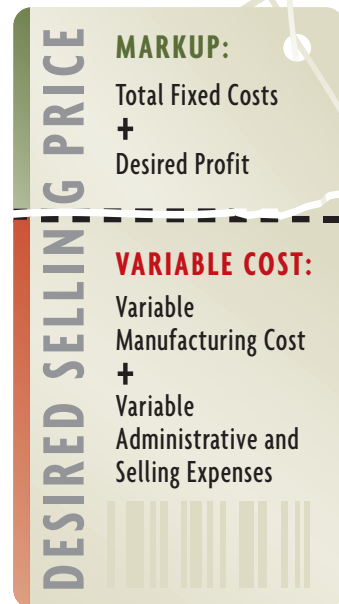 DESIRED SELLING PRICE
MARKUP:
Total Fixed Costs
+
Desired Profit
VARIABLE COST:
Variable
Manufacturing Cost
+
Variable
Administrative and
Selling Expenses